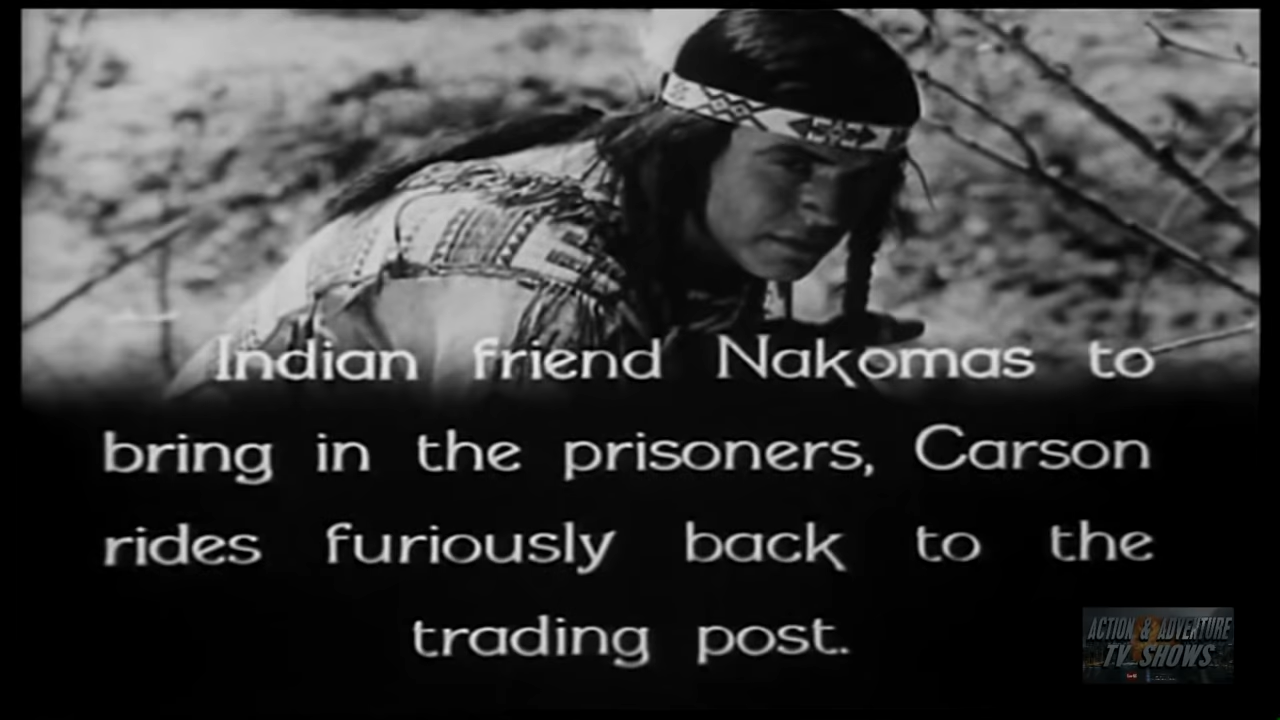 Indian friend Nakomas to
bring in the prisoners, Carson
rides furiously back to the
trading post.
ACTION & ADVENTURE
TV SHOWS